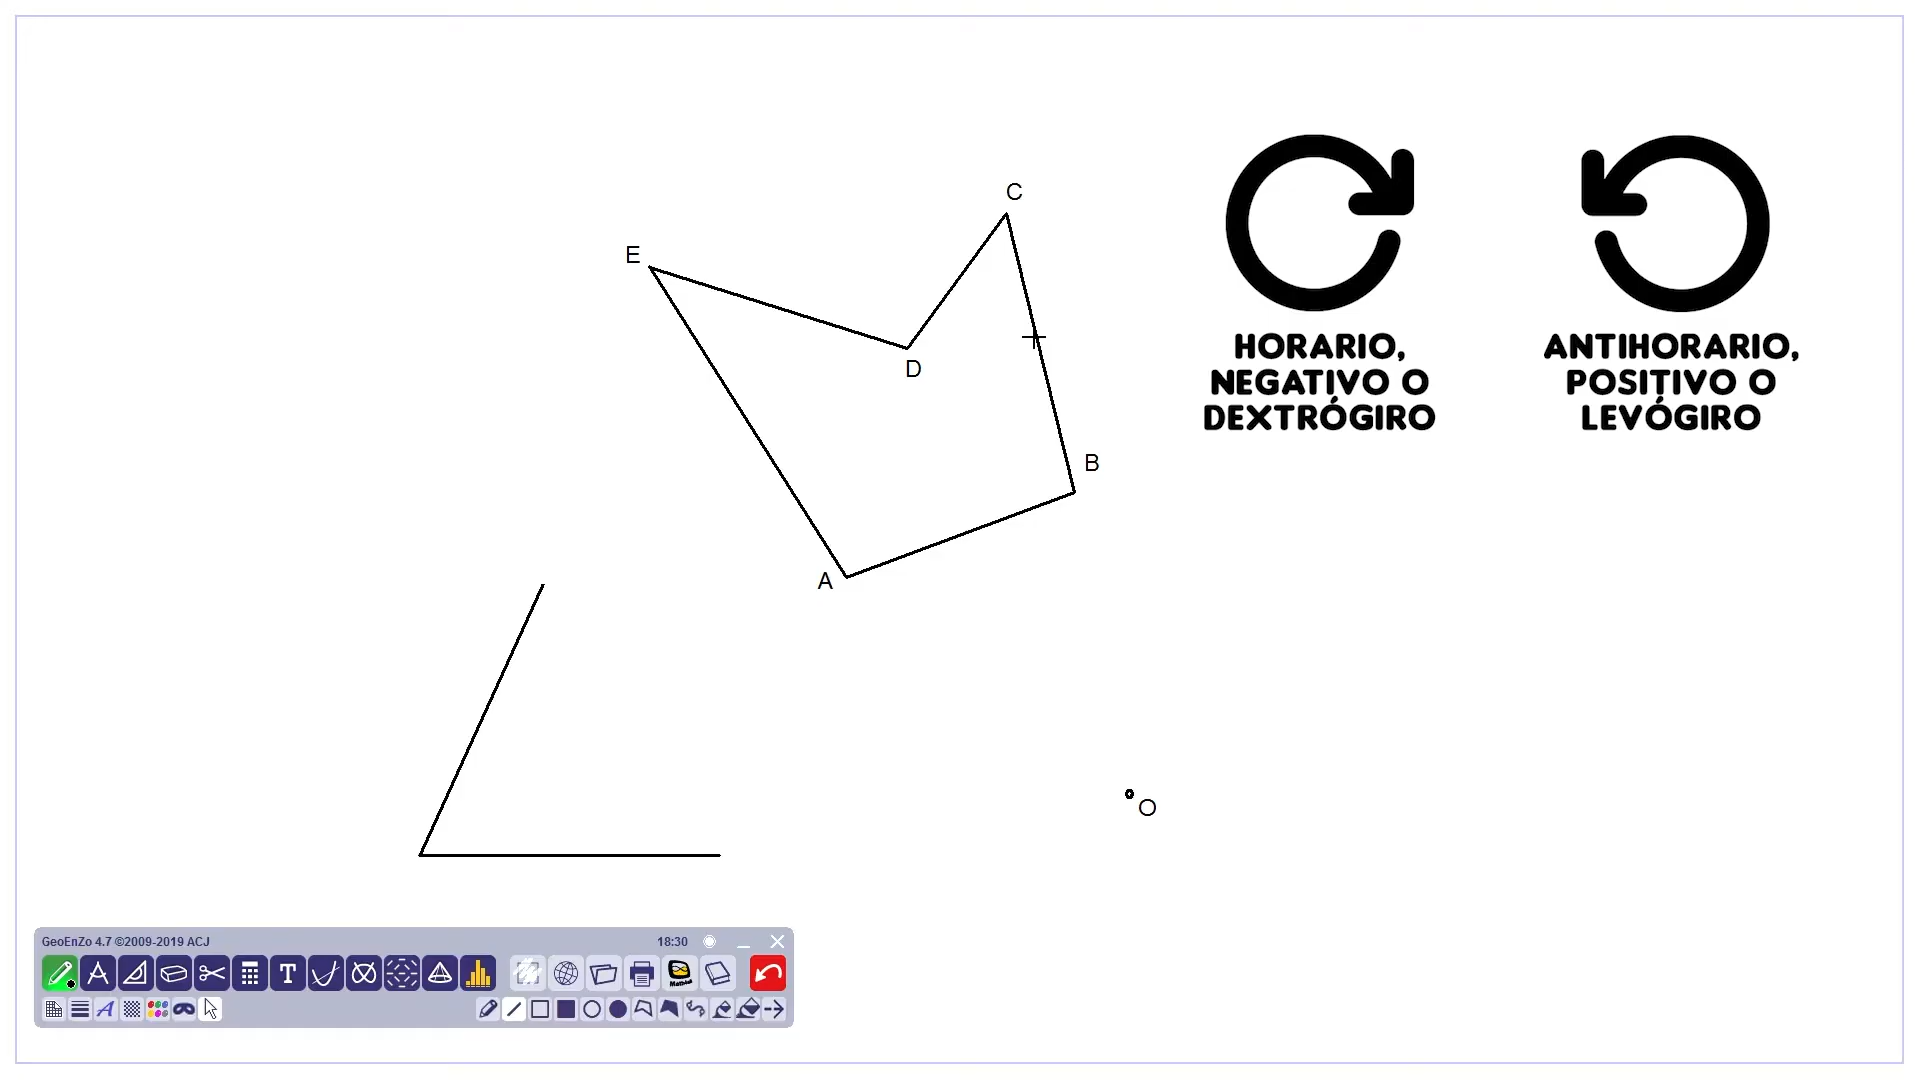 C
E
D
B
A
O
HORARIO,
NEGATIVO O
DEXTRÓGIRO
ANTIHORARIO,
POSITIVO O
LEVÓGIRO
GeoEnZo 4.7 ©2009-2019 ACJ
18:30